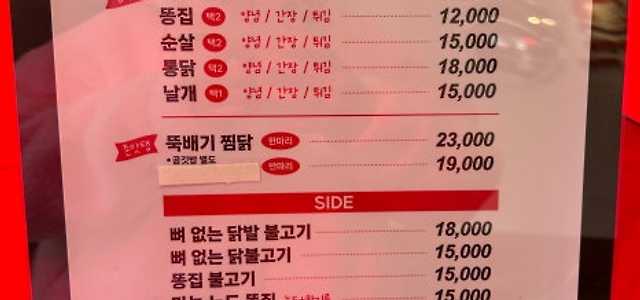 똥집 택2 양념 / 간장 / 튀김 12,000
순살 택2 양념 / 간장 / 튀김 15,000
통닭 택2 양념 / 간장 / 튀김 18,000
날개 택1 양념 / 간장 / 튀김 15,000
존맛탱 뚝배기 찜닭 한마리 23,000
•공깃밥 별도 반마리 19,000
SIDE
뼈 없는 닭발 불고기 18,000
뼈 없는 닭불고기 15,000
똥집 불고기 15,000
똥집 15,000